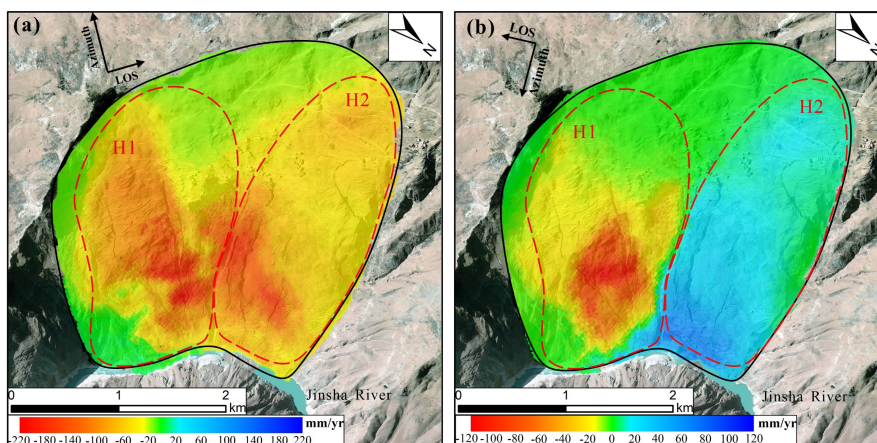 (a)
Azimuth
LOS
N
H1
H2
Jinsha River
0 1 2
km
mm/yr
-220 -180 -140 -100 -60 -20 20 60 100 140 180 220
(b)
LOS
Azimuth
N
H1
H2
Jinsha River
0 1 2
km
mm/yr
-120 -100 -80 -60 -40 -20 0 20 40 60 80 100 120